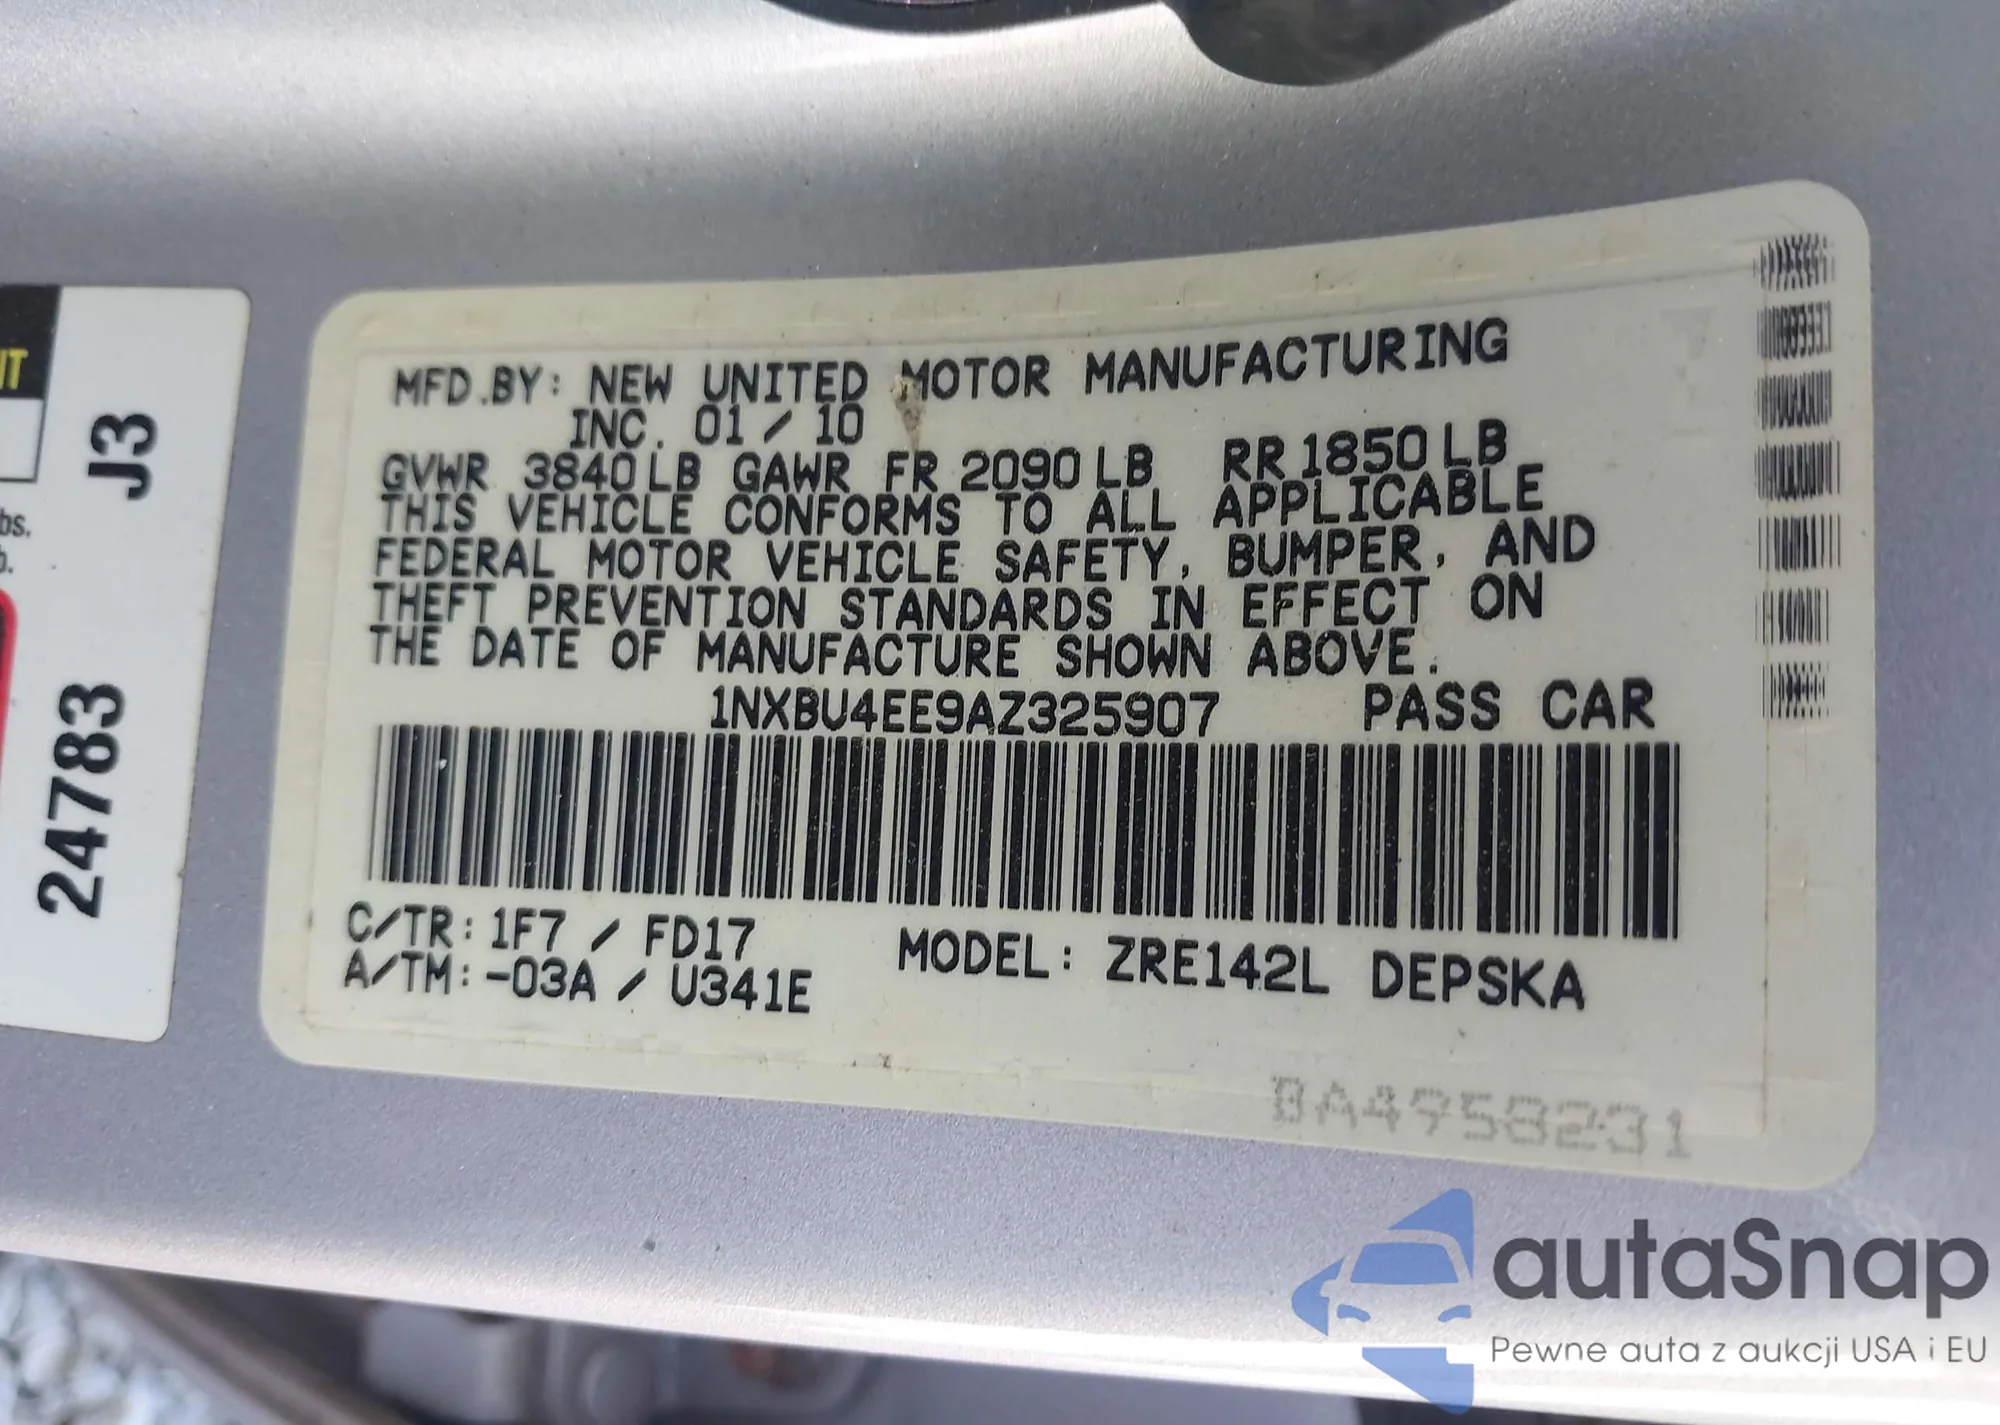 MFD.BY: NEW UNITED MOTOR MANUFACTURING
INC. 01 / 10
GVWR 3840LB GAWR FR 2090LB RR1850LB
THIS VEHICLE CONFORMS TO ALL APPLICABLE
FEDERAL MOTOR VEHICLE SAFETY, BUMPER, AND
THEFT PREVENTION STANDARDS IN EFFECT ON
THE DATE OF MANUFACTURE SHOWN ABOVE.
1NXBU4EE9AZ325907 PASS CAR
C/TR: 1F7 / FD17
A/TM: -03A / U341E
MODEL: ZRE142L DEPSKA
BA4958231
J3
24783
bs.
autaSnap
Pewne auta z aukcji USA i EU